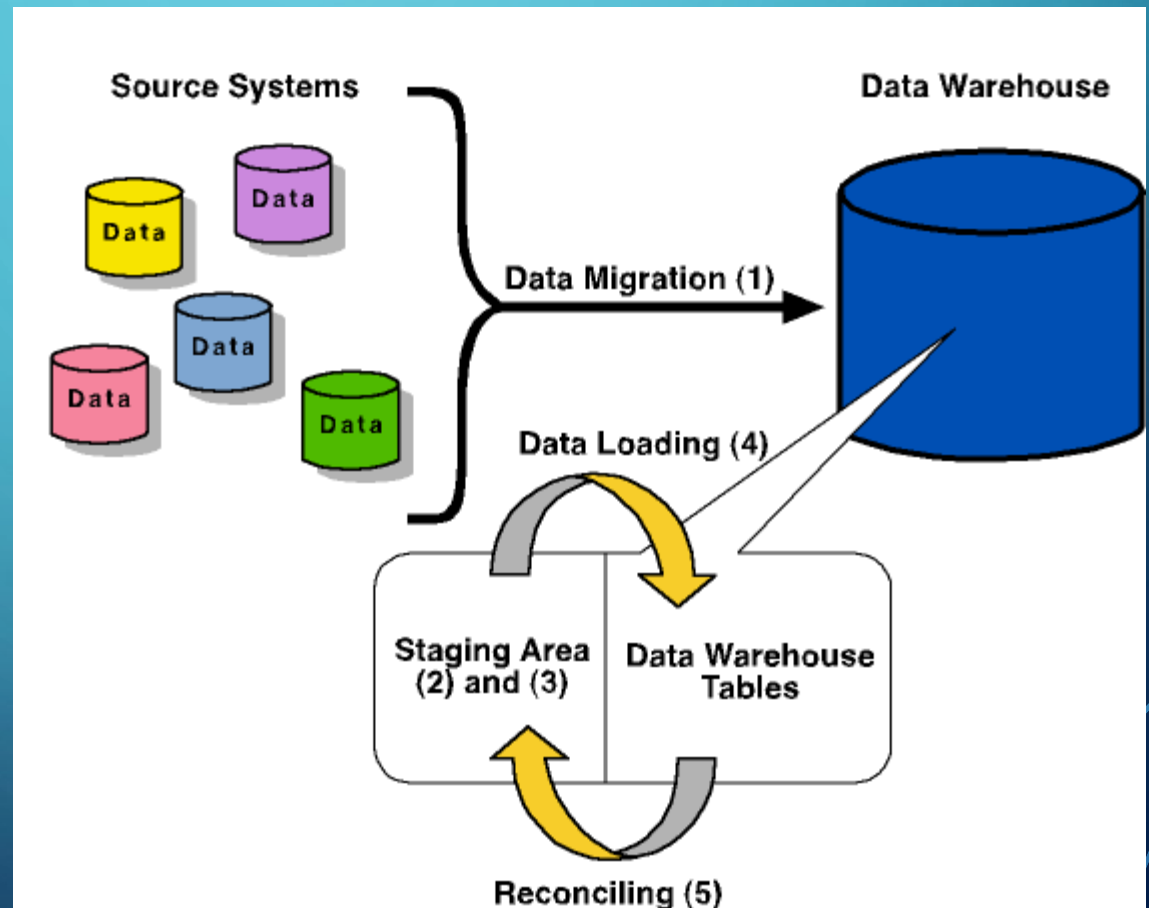 Source Systems
Data Warehouse
Data
Data
Data
Data
Data
Data Migration (1)
Data Loading (4)
Staging Area
(2) and (3)
Data Warehouse
Tables
Reconciling (5)